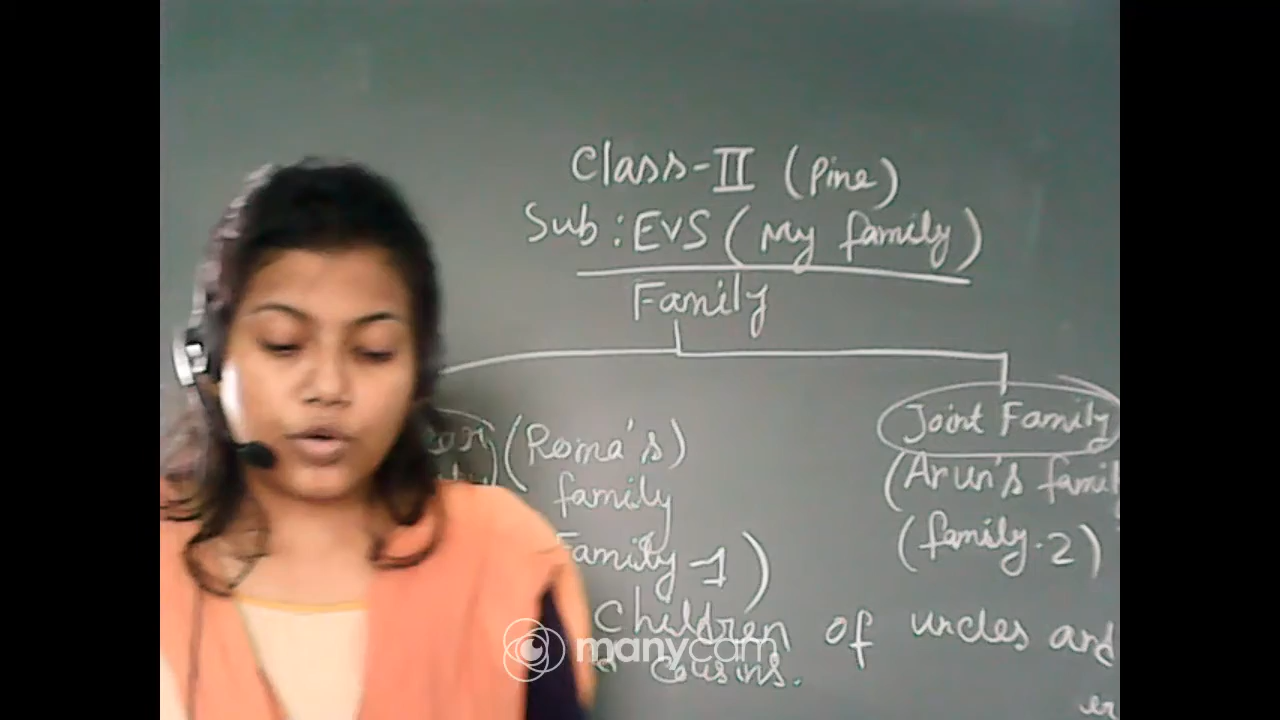 Class-II (Pine)
Sub: EVS (My family)
Family
Joint Family
(Roma's)
(Arun's famil
family
(family-2)
Family-1)
Children of uncles and
cousins.
manycam